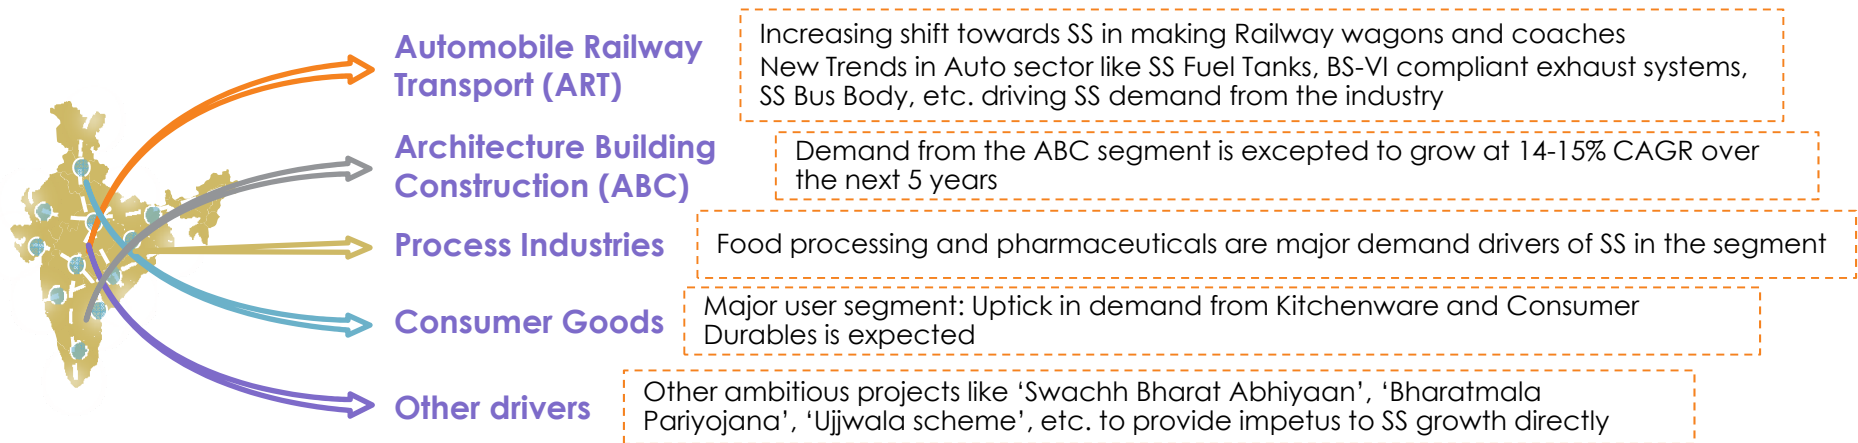 Automobile Railway
Transport (ART)
Increasing shift towards SS in making Railway wagons and coaches
New Trends in Auto sector like SS Fuel Tanks, BS-VI compliant exhaust systems,
SS Bus Body, etc. driving SS demand from the industry
Architecture Building
Construction (ABC)
Demand from the ABC segment is excepted to grow at 14-15% CAGR over
the next 5 years
Process Industries
Food processing and pharmaceuticals are major demand drivers of SS in the segment
Consumer Goods
Major user segment: Uptick in demand from Kitchenware and Consumer
Durables is expected
Other drivers
Other ambitious projects like ‘Swachh Bharat Abhiyaan’, ‘Bharatmala
Pariyojana’, ‘Ujjwala scheme’, etc. to provide impetus to SS growth directly